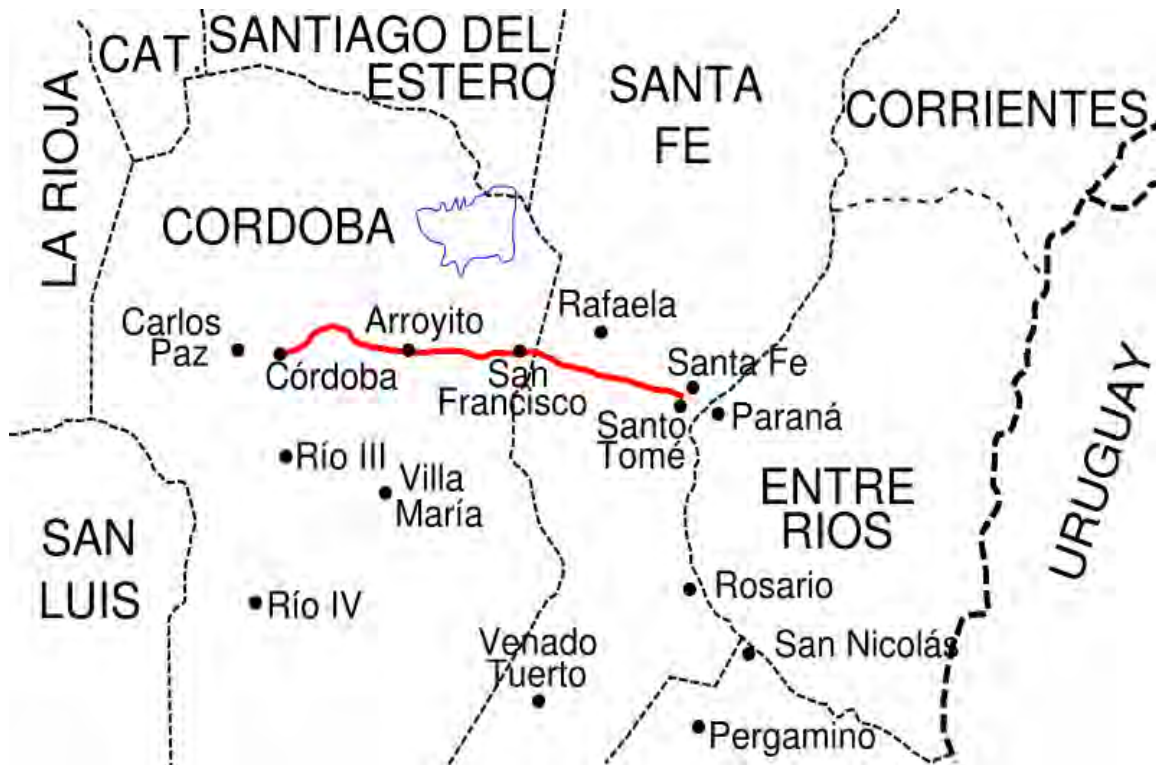 SANTIAGO DEL
ESTERO
CAT.
SANTA
FE
CORRIENTES
LA RIOJA
CORDOBA
Rafaela
Carlos
Paz
Arroyito
Córdoba
San
Francisco
Santa Fe
Santo
Tomé
Paraná
URUGUAY
Río III
Villa
María
ENTRE
RIOS
SAN
LUIS
Río IV
Rosario
Venado
Tuerto
San Nicolás
Pergamino